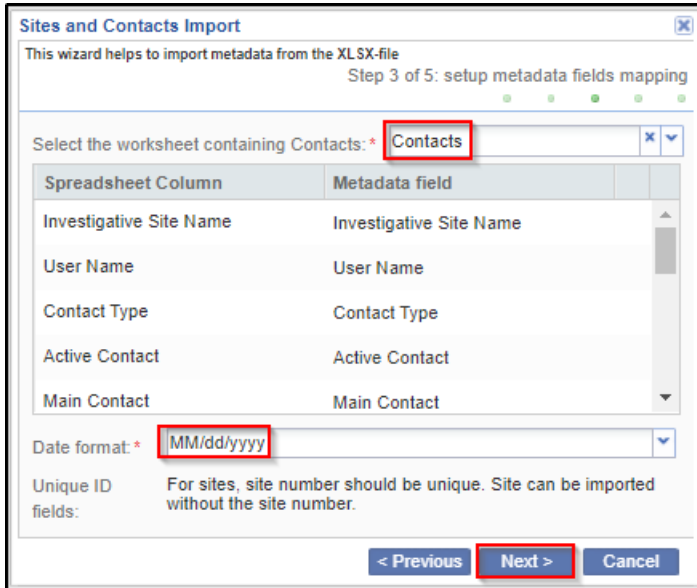 Sites and Contacts Import
This wizard helps to import metadata from the XLSX-file
Step 3 of 5: setup metadata fields mapping
Select the worksheet containing Contacts:* Contacts
Spreadsheet Column Metadata field
Investigative Site Name Investigative Site Name
User Name User Name
Contact Type Contact Type
Active Contact Active Contact
Main Contact Main Contact
Date format:* MM/dd/yyyy
Unique ID For sites, site number should be unique. Site can be imported
fields: without the site number.
< Previous Next > Cancel